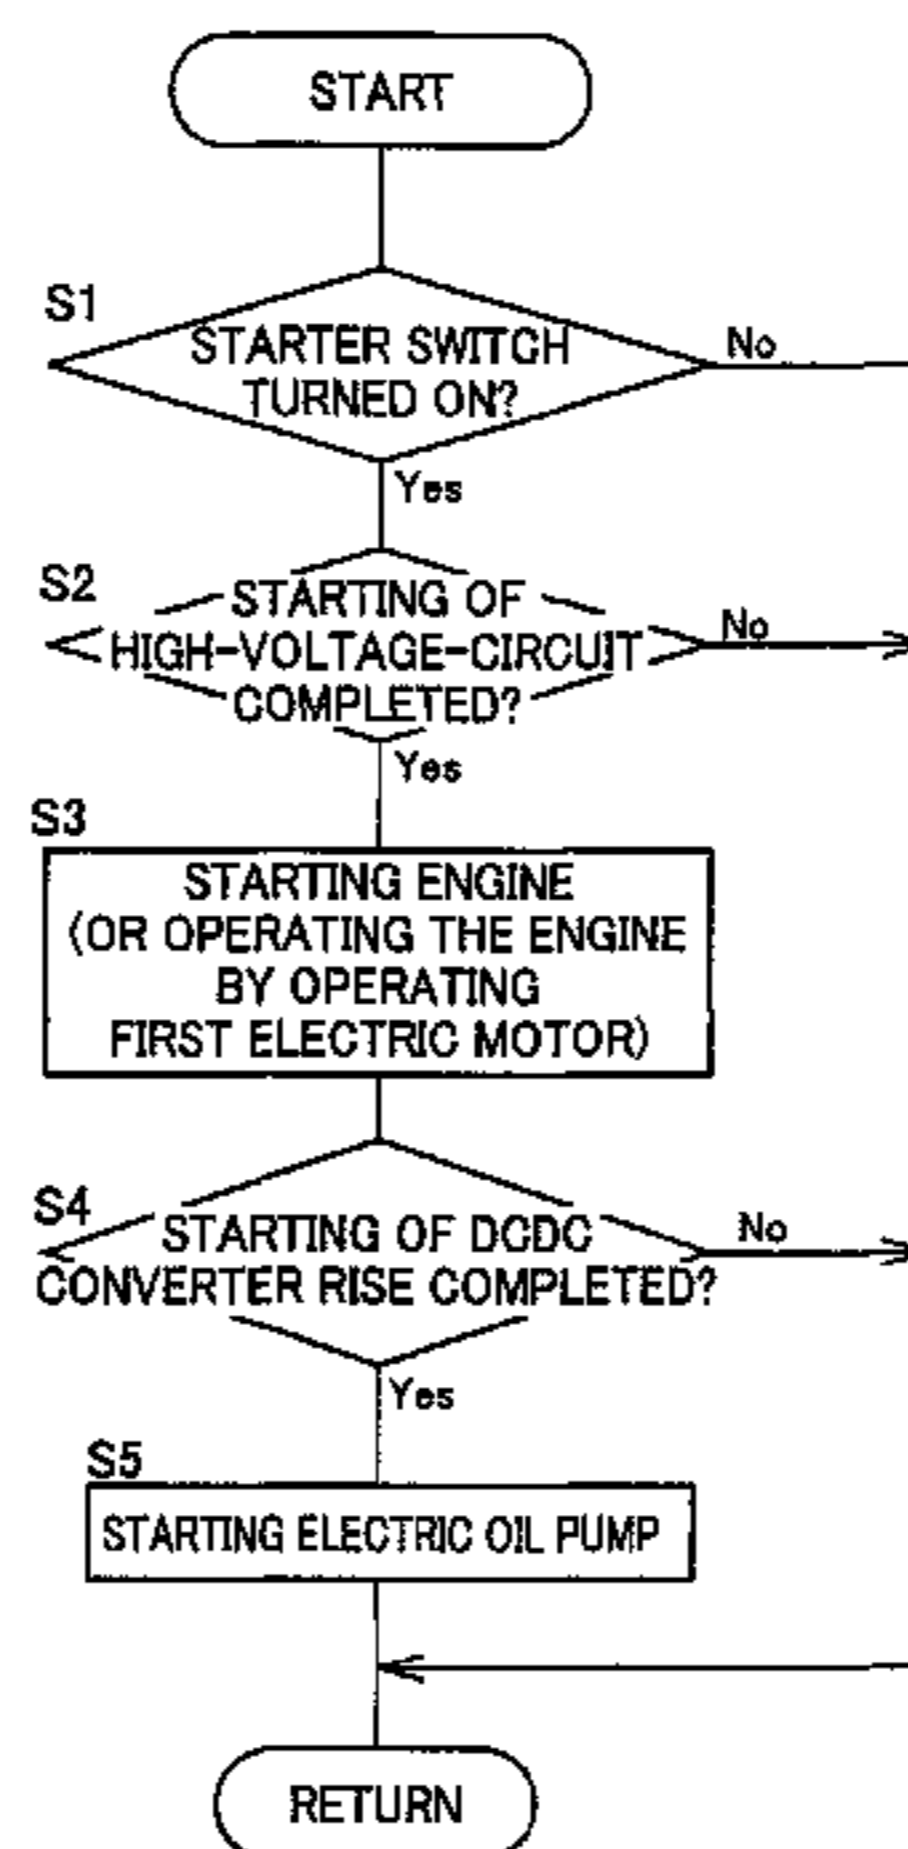 START
S1
STARTER SWITCH
TURNED ON?
No
Yes
S2
STARTING OF
HIGH-VOLTAGE-CIRCUIT
COMPLETED?
No
Yes
S3
STARTING ENGINE
(OR OPERATING THE ENGINE
BY OPERATING
FIRST ELECTRIC MOTOR)
S4
STARTING OF DCDC
CONVERTER RISE COMPLETED?
No
Yes
S5
STARTING ELECTRIC OIL PUMP
RETURN